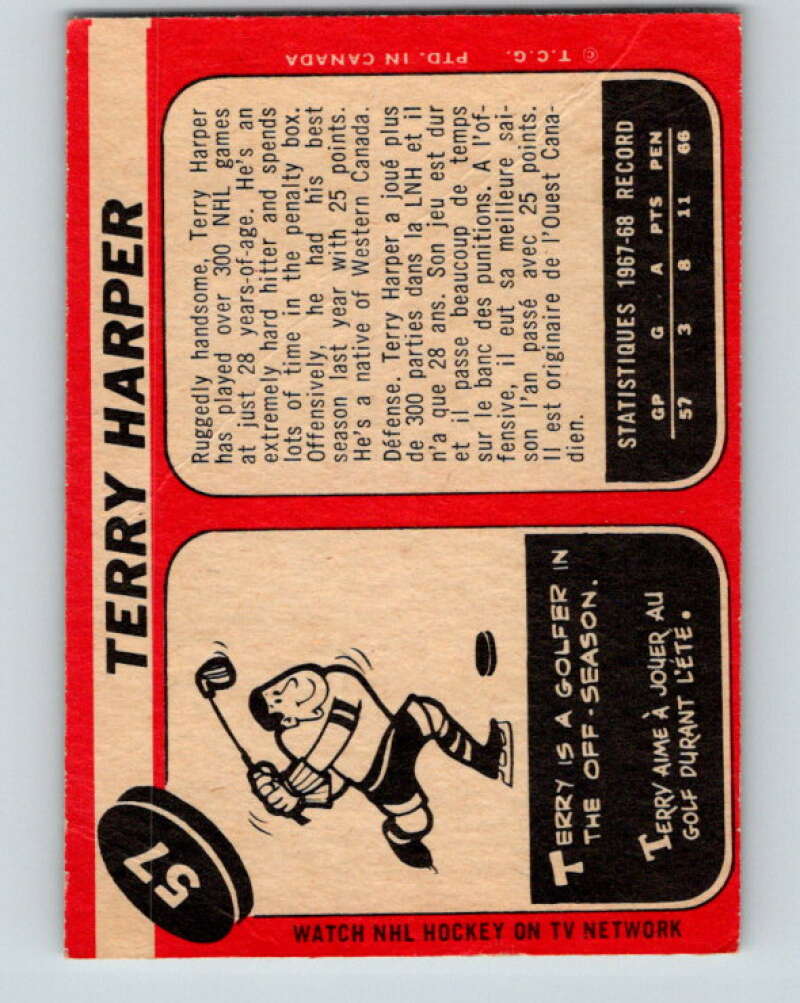 57
TERRY HARPER
TERRY IS A GOLFER IN
THE OFF-SEASON.
TERRY AIME À JOUER AU
GOLF DURANT L'ÉTÉ.
Ruggedly handsome, Terry Harper
has played over 300 NHL games
at just 28 years-of-age. He's an
extremely hard hitter and spends
lots of time in the penalty box.
Offensively, he had his best
season last year with 25 points.
He's a native of Western Canada.
Défense. Terry Harper a joué plus
de 300 parties dans la LNH et il
n'a que 28 ans. Son jeu est dur
et il passe beaucoup de temps
sur le banc des punitions. A l'of-
fensive, il eut sa meilleure sai-
son l'an passé avec 25 points.
Il est originaire de l'Ouest Cana-
dien.
STATISTIQUES 1967-68 RECORD
GP G A PTS PEN
57 3 8 11 66
WATCH NHL HOCKEY ON TV NETWORK
© T.C.G. PTD. IN CANADA